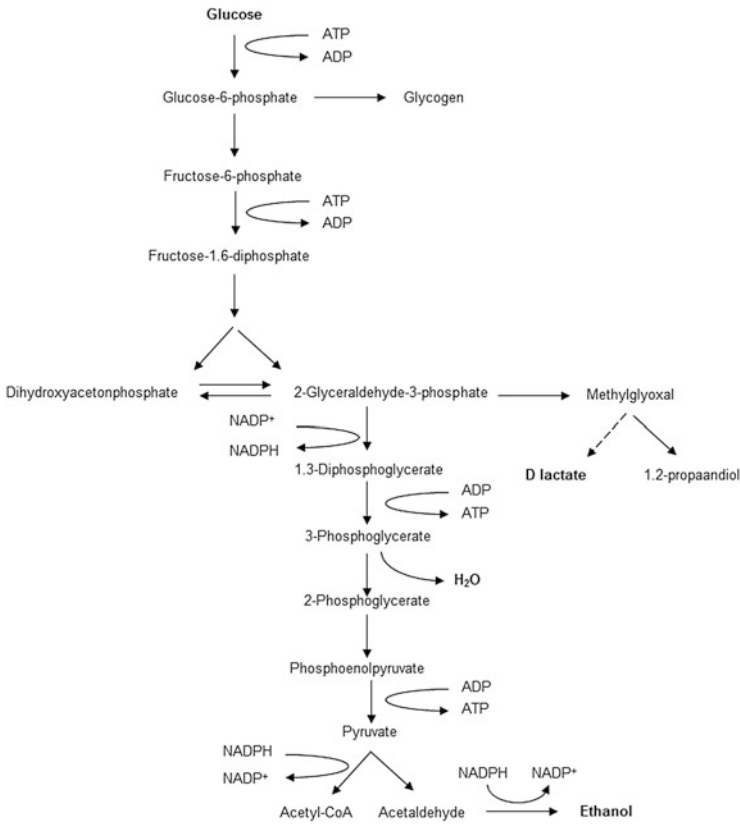 Glucose
ATP
ADP
Glucose-6-phosphate
Glycogen
Fructose-6-phosphate
ATP
ADP
Fructose-1.6-diphosphate
Dihydroxyacetonphosphate
2-Glyceraldehyde-3-phosphate
Methylglyoxal
NADP+
NADPH
1.3-Diphosphoglycerate
D lactate
1.2-propaandiol
ADP
ATP
3-Phosphoglycerate
H₂O
2-Phosphoglycerate
Phosphoenolpyruvate
ADP
ATP
Pyruvate
NADPH
NADP+
NADPH
NADP+
Acetyl-CoA
Acetaldehyde
Ethanol